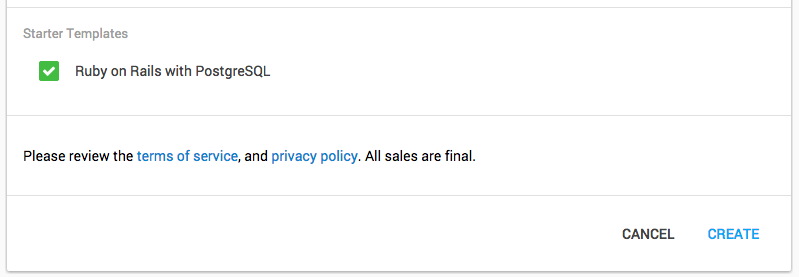 Starter Templates
Ruby on Rails with PostgreSQL
Please review the terms of service, and privacy policy. All sales are final.
CANCEL CREATE